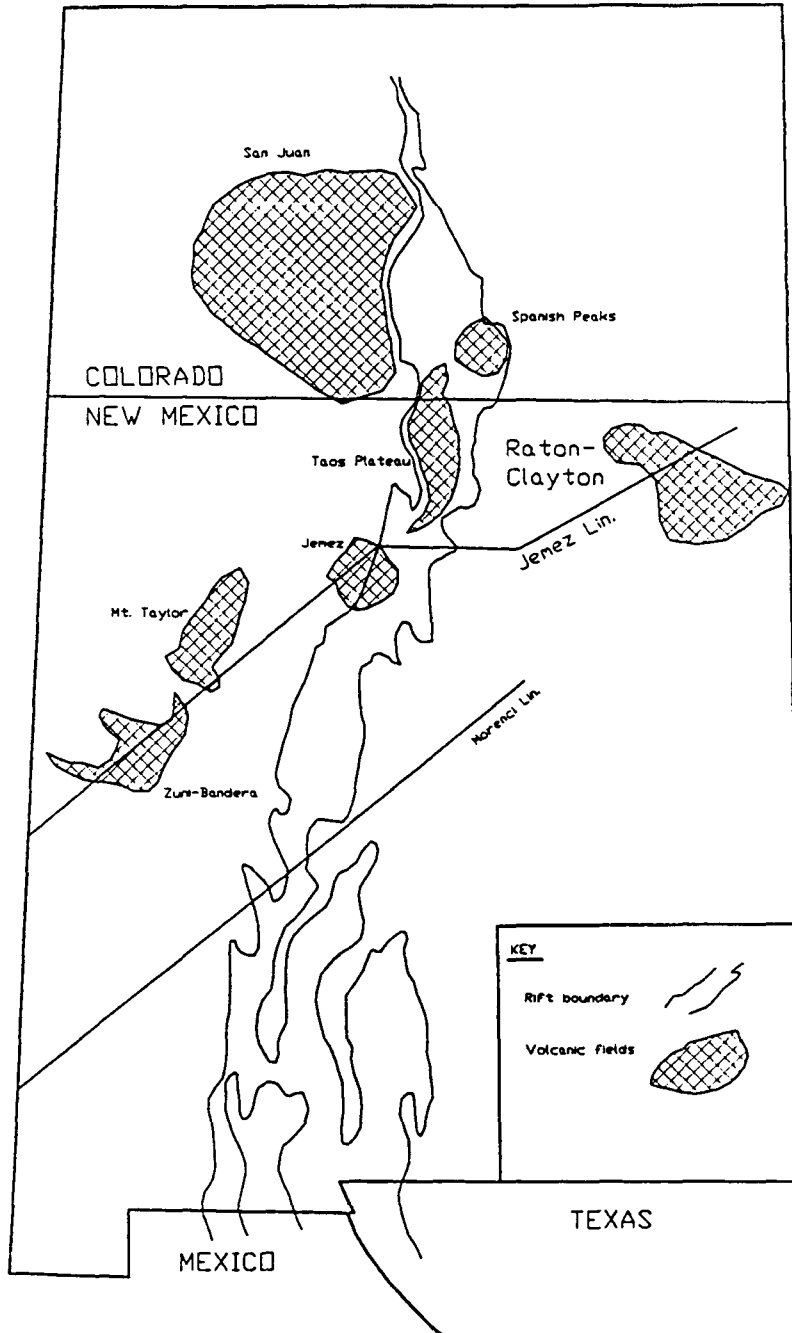 San Juan
Spanish Peaks
COLORADO
NEW MEXICO
Taos Plateau
Raton-
Clayton
Jemez Lin.
Jemez
Mt. Taylor
Morenci Lin.
Zuni-Bandera
KEY
Rift boundary
Volcanic fields
TEXAS
MEXICO